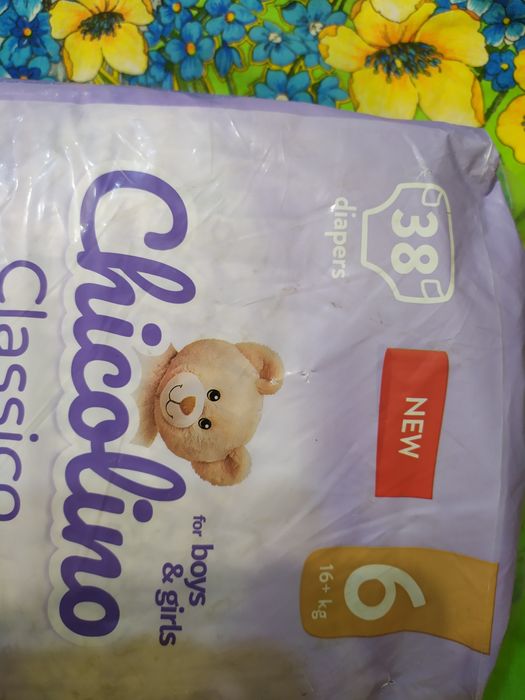 38
diapers
NEW
6
16+ kg
Chicolino
for boys
& girls
Classico